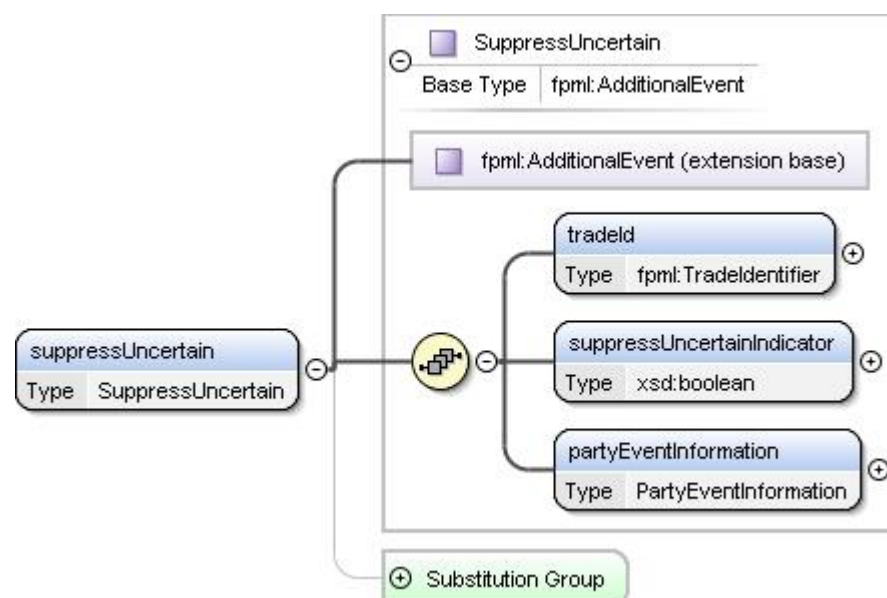 SuppressUncertain
Base Type fpml:AdditionalEvent
fpml:AdditionalEvent (extension base)
tradeId
Type fpml:TradeIdentifier
suppressUncertain
Type SuppressUncertain
suppressUncertainIndicator
Type xsd:boolean
partyEventInformation
Type PartyEventInformation
Substitution Group